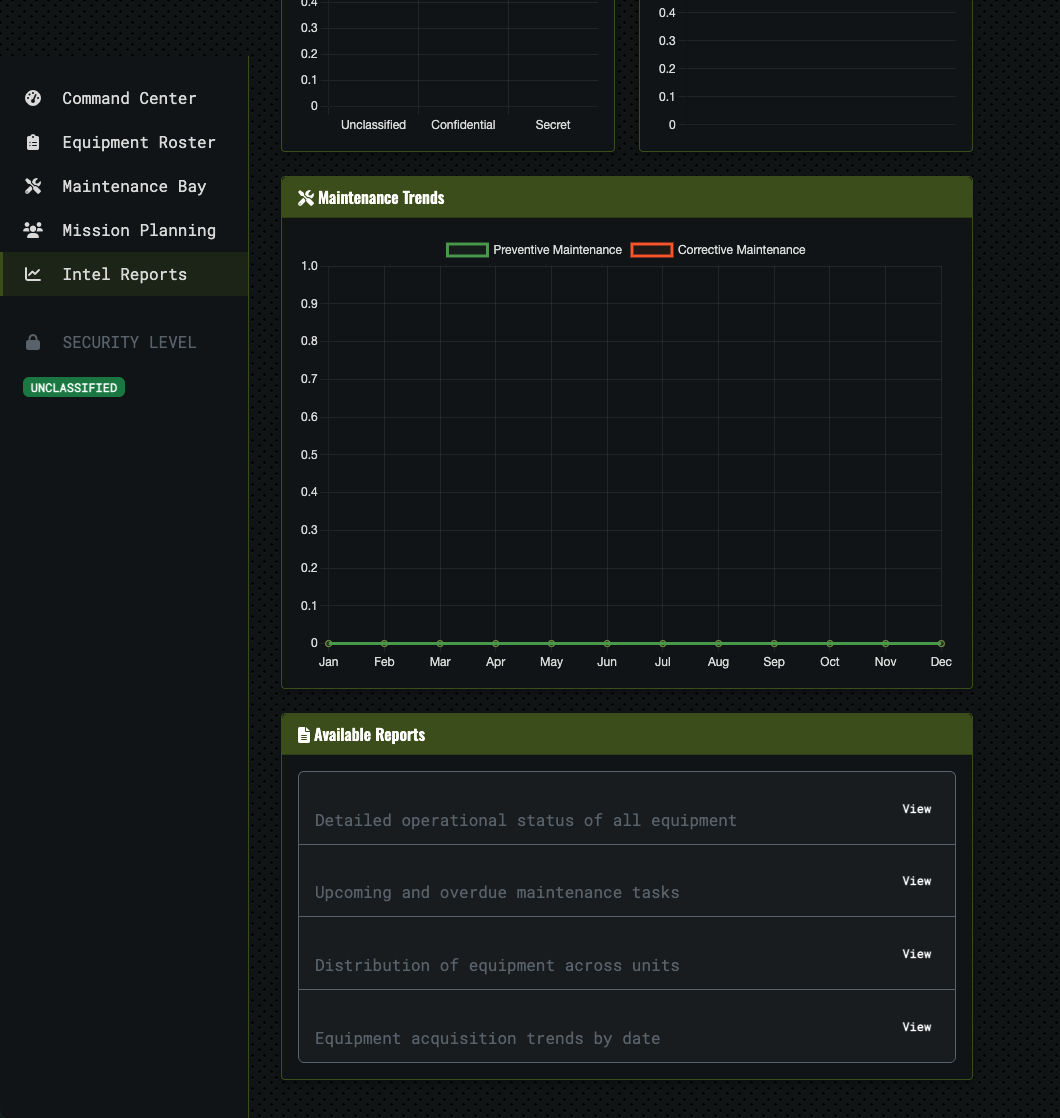 Command Center
Equipment Roster
Maintenance Bay
Mission Planning
Intel Reports
SECURITY LEVEL
UNCLASSIFIED
0.4
0.3
0.2
0.1
0
Unclassified Confidential Secret
0.4
0.3
0.2
0.1
0
Maintenance Trends
Preventive Maintenance Corrective Maintenance
1.0
0.9
0.8
0.7
0.6
0.5
0.4
0.3
0.2
0.1
0
Jan Feb Mar Apr May Jun Jul Aug Sep Oct Nov Dec
Available Reports
Detailed operational status of all equipment
View
Upcoming and overdue maintenance tasks
View
Distribution of equipment across units
View
Equipment acquisition trends by date
View